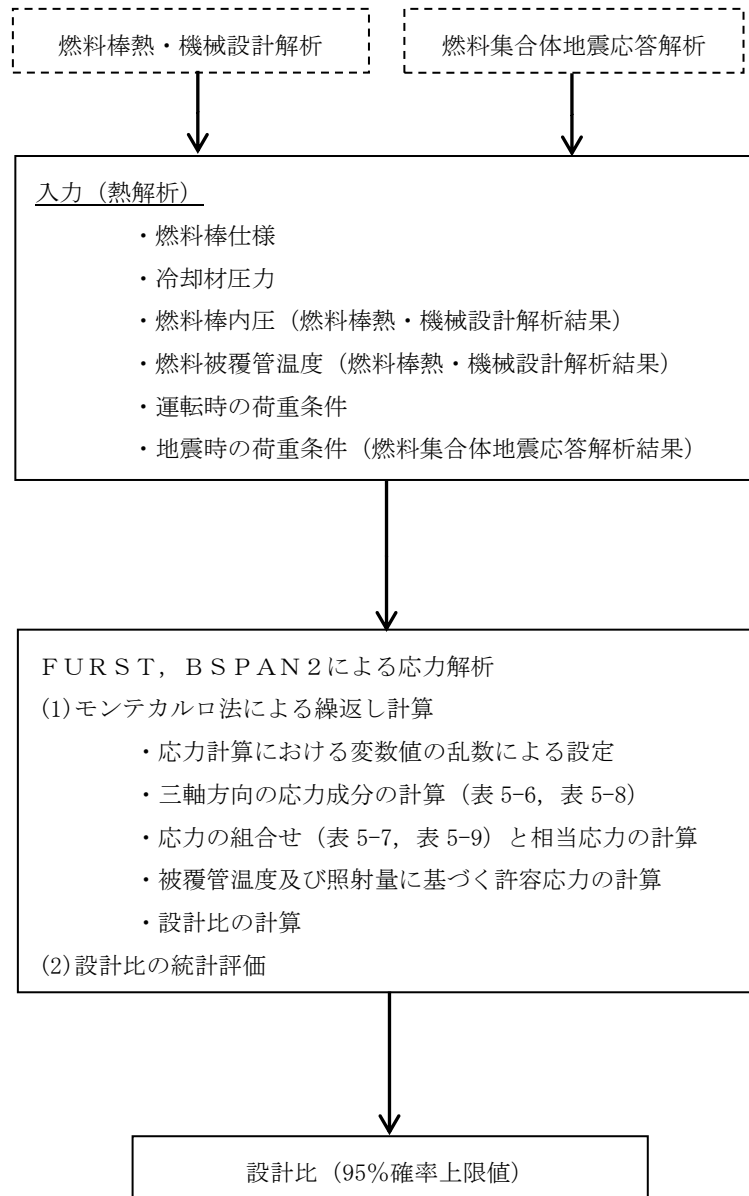 燃料棒熱・機械設計解析
燃料集合体地震応答解析
入力（熱解析）
・燃料棒仕様
・冷却材圧力
・燃料棒内圧（燃料棒熱・機械設計解析結果）
・燃料被覆管温度（燃料棒熱・機械設計解析結果）
・運転時の荷重条件
・地震時の荷重条件（燃料集合体地震応答解析結果）
ＦＵＲＳＴ，ＢＳＰＡＮ２による応力解析
(1)モンテカルロ法による繰返し計算
・応力計算における変数値の乱数による設定
・三軸方向の応力成分の計算（表 5-6，表 5-8）
・応力の組合せ（表 5-7，表 5-9）と相当応力の計算
・被覆管温度及び照射量に基づく許容応力の計算
・設計比の計算
(2)設計比の統計評価
設計比（95％確率上限値）